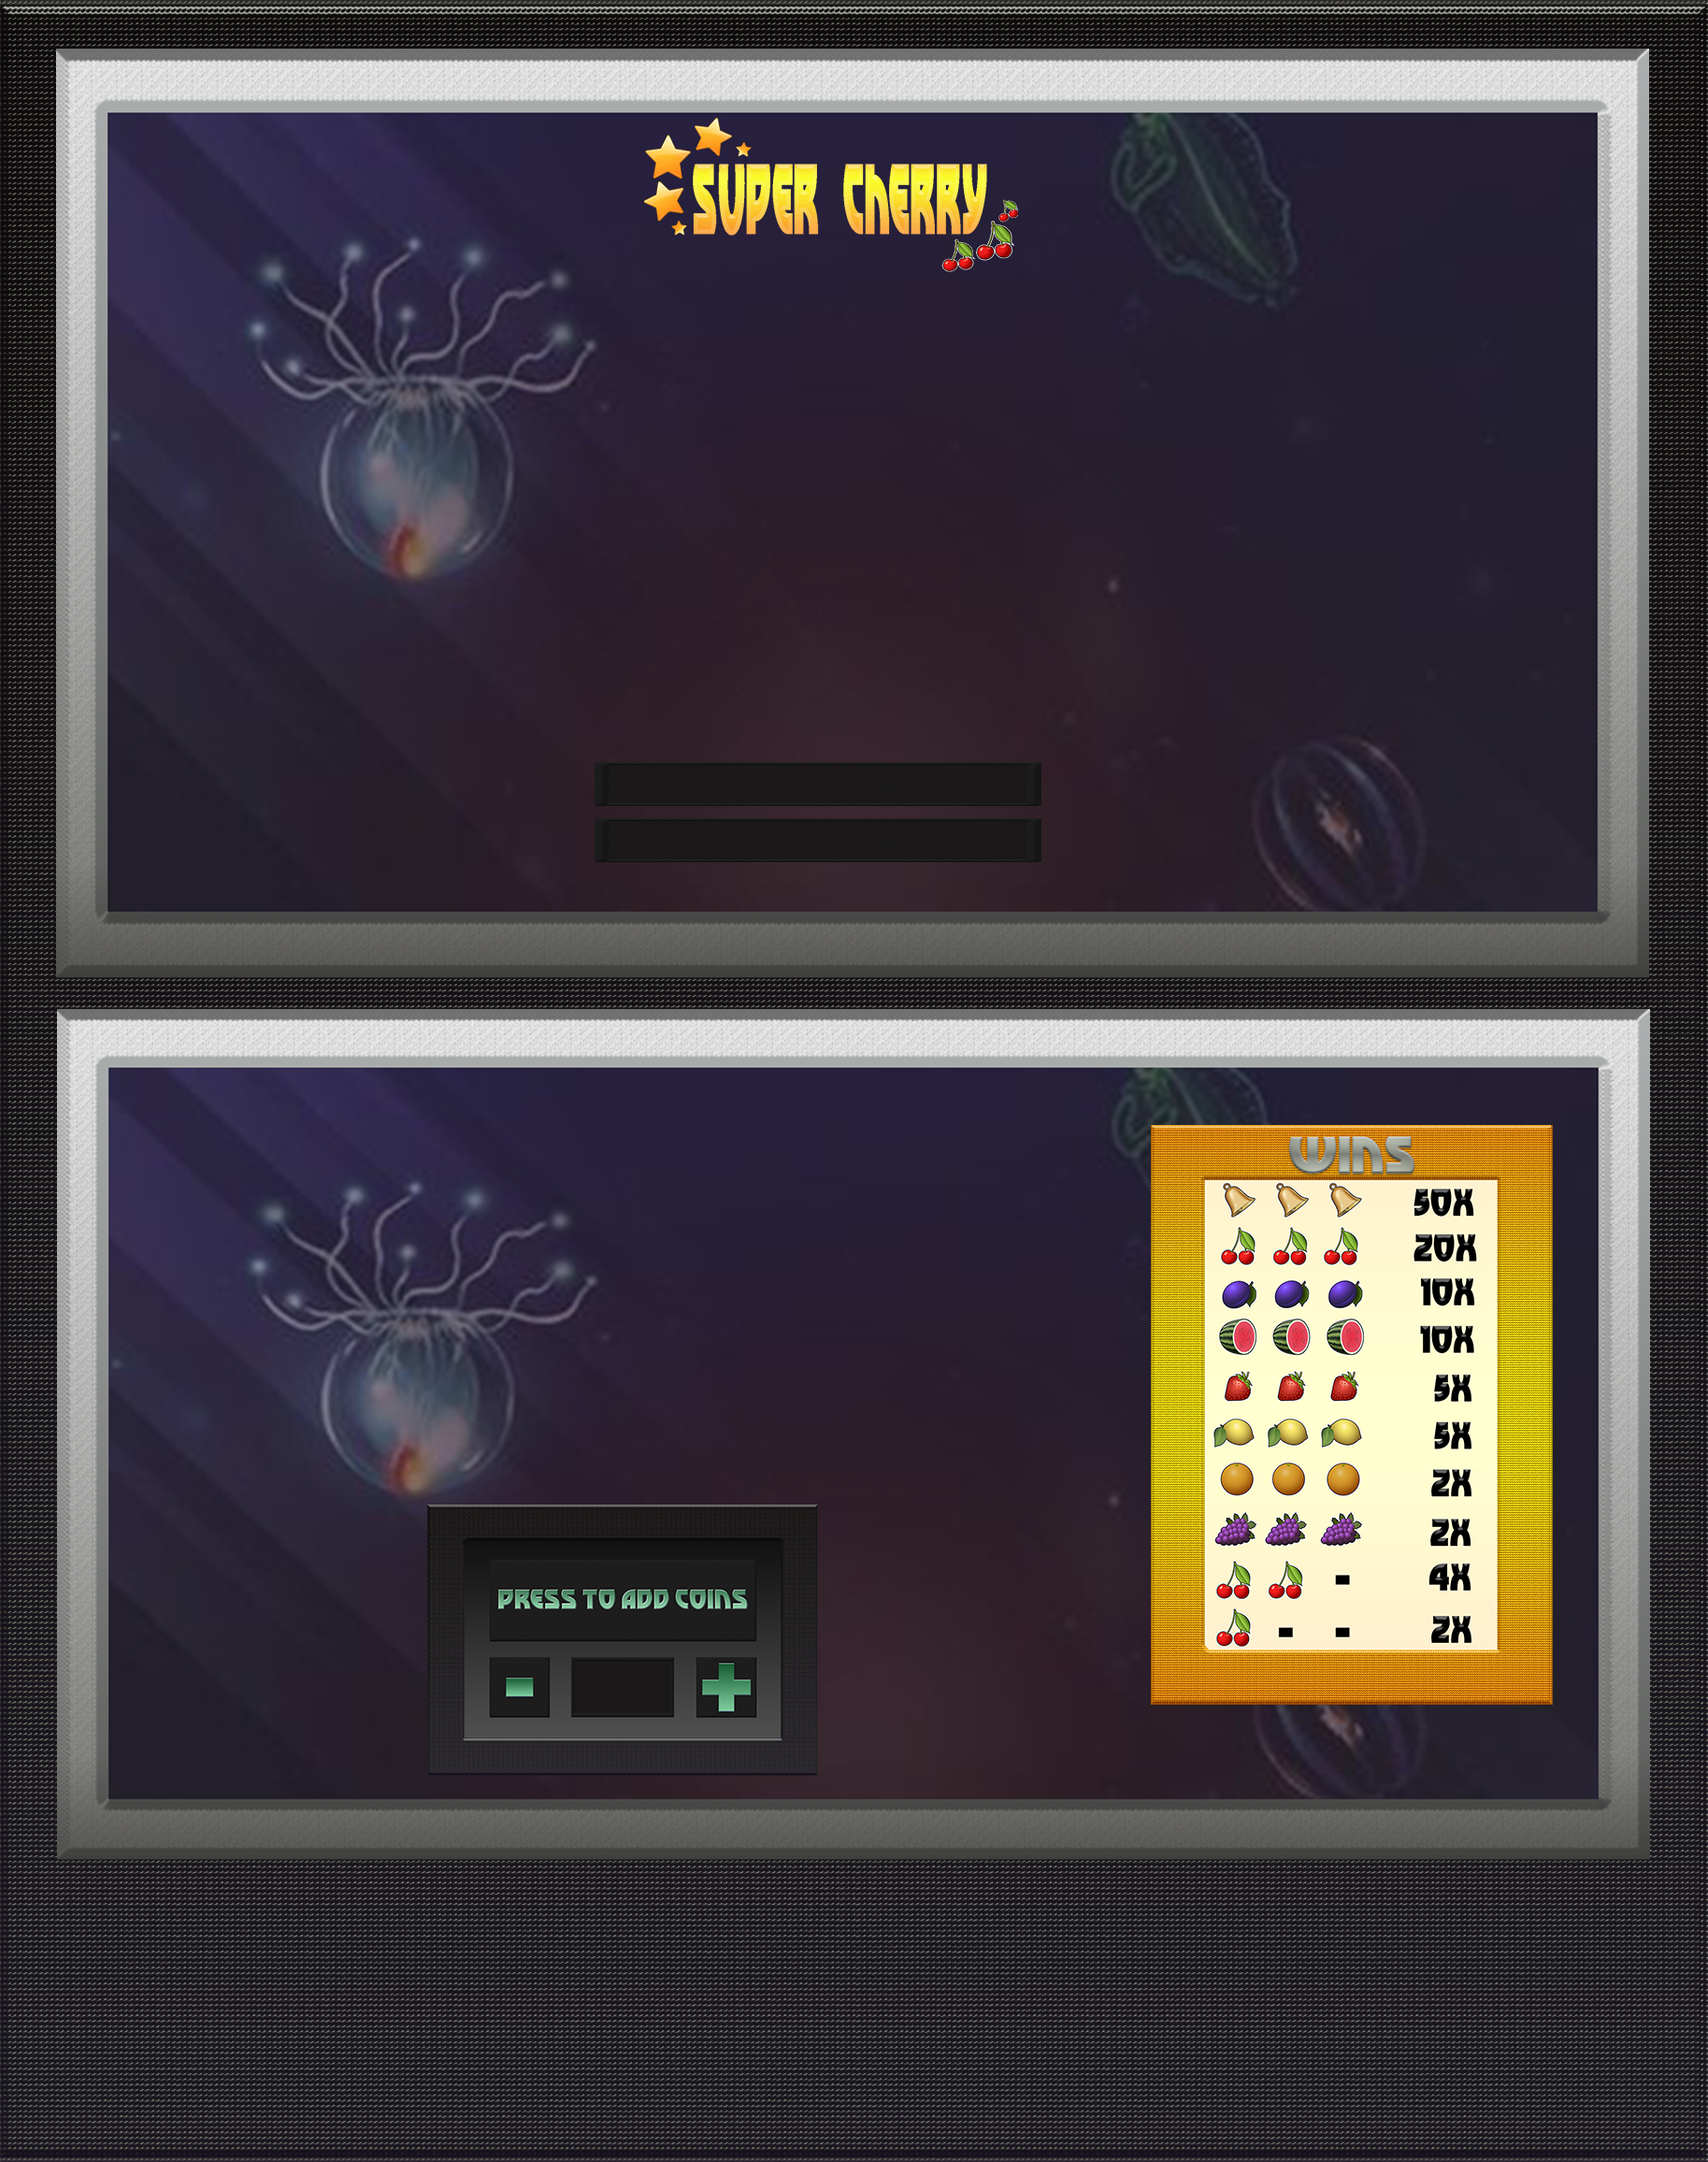 SUPER CHERRY
WINS
50X
20X
10X
10X
5X
5X
2X
2X
- 4X
- - 2X
PRESS TO ADD COINS
- +